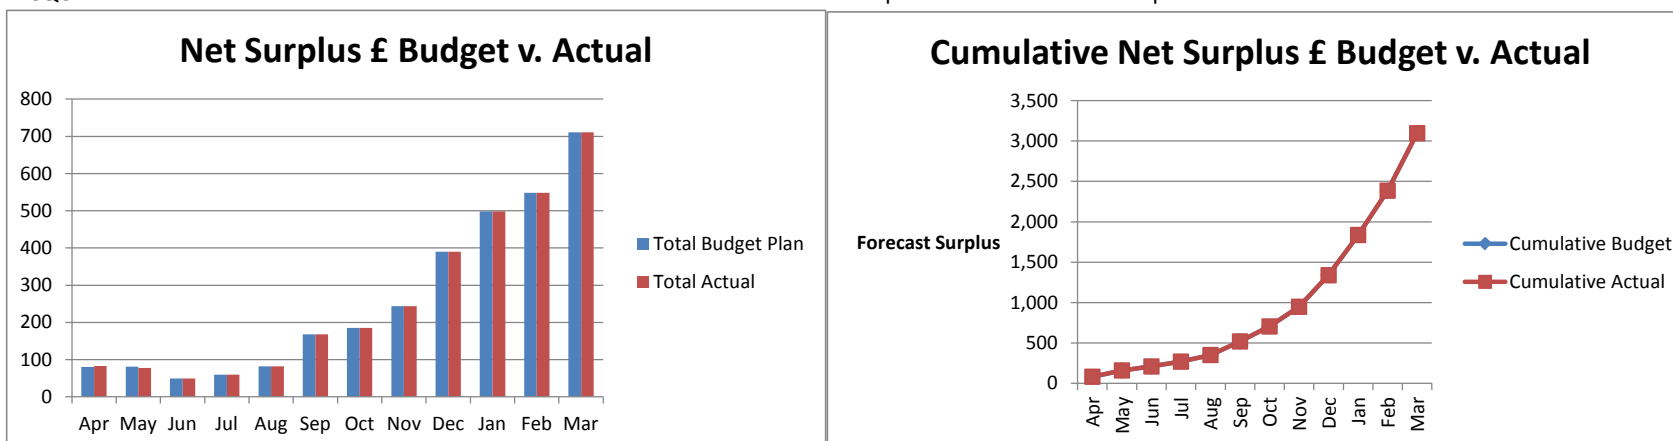 Net Surplus £ Budget v. Actual
800
700
600
500
400
300
200
100
0
Apr May Jun Jul Aug Sep Oct Nov Dec Jan Feb Mar
Total Budget Plan
Total Actual
Cumulative Net Surplus £ Budget v. Actual
3,500
3,000
2,500
2,000
1,500
1,000
500
0
Forecast Surplus
Apr May Jun Jul Aug Sep Oct Nov Dec Jan Feb Mar
Cumulative Budget
Cumulative Actual